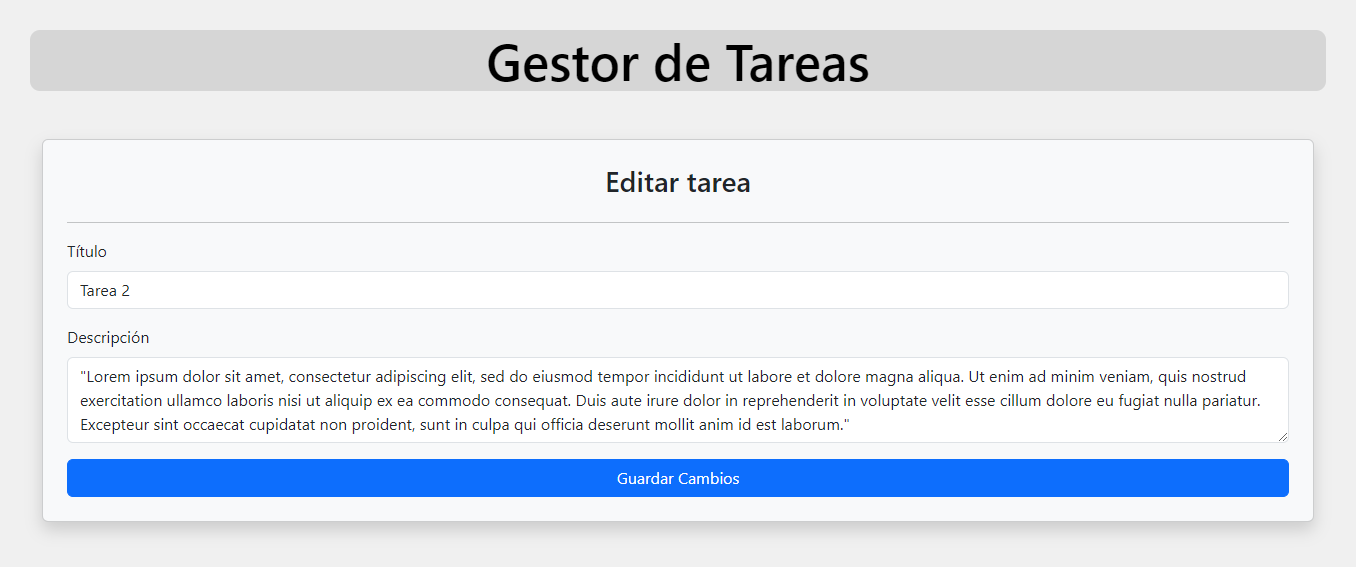 Gestor de Tareas
Editar tarea
Título
Tarea 2
Descripción
"Lorem ipsum dolor sit amet, consectetur adipiscing elit, sed do eiusmod tempor incididunt ut labore et dolore magna aliqua. Ut enim ad minim veniam, quis nostrud
exercitation ullamco laboris nisi ut aliquip ex ea commodo consequat. Duis aute irure dolor in reprehenderit in voluptate velit esse cillum dolore eu fugiat nulla pariatur.
Excepteur sint occaecat cupidatat non proident, sunt in culpa qui officia deserunt mollit anim id est laborum."
Guardar Cambios